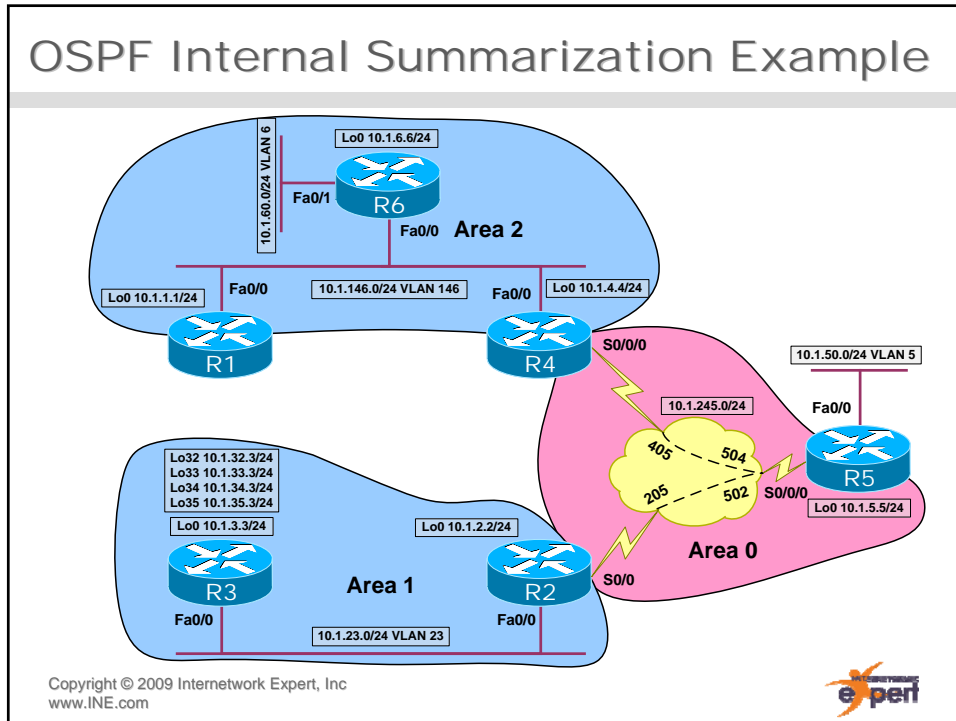 OSPF Internal Summarization Example
Lo0 10.1.6.6/24
10.1.60.0/24 VLAN 6
Fa0/1
R6
Fa0/0
Area 2
Lo0 10.1.1.1/24
Fa0/0
10.1.146.0/24 VLAN 146
Fa0/0
Lo0 10.1.4.4/24
R1
R4
S0/0/0
10.1.50.0/24 VLAN 5
Fa0/0
10.1.245.0/24
405
504
205
502
S0/0/0
R5
Lo0 10.1.5.5/24
Area 0
Lo32 10.1.32.3/24
Lo33 10.1.33.3/24
Lo34 10.1.34.3/24
Lo35 10.1.35.3/24
Lo0 10.1.3.3/24
Lo0 10.1.2.2/24
R3
Area 1
R2
S0/0
Fa0/0
10.1.23.0/24 VLAN 23
Fa0/0
Copyright © 2009 Internetwork Expert, Inc
www.INE.com
INTERNETWORK
expert